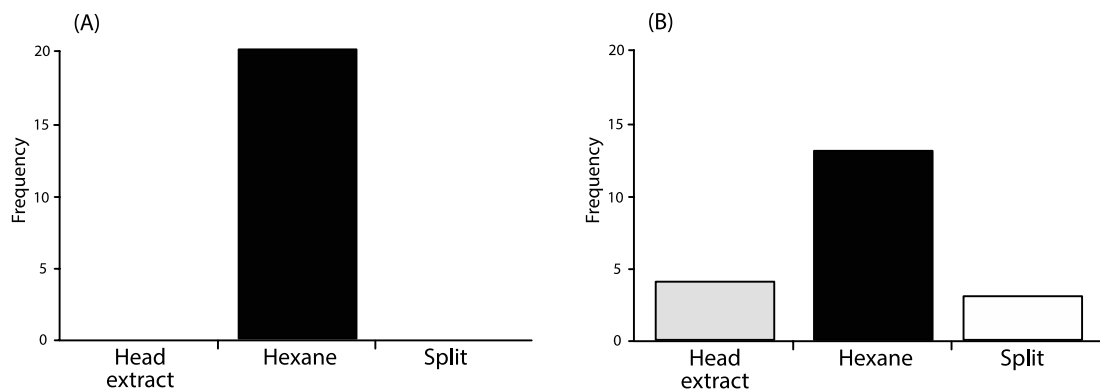 (A)
20
15
10
5
0
Frequency
Head
extract
Hexane
Split
(B)
20
15
10
5
0
Frequency
Head
extract
Hexane
Split